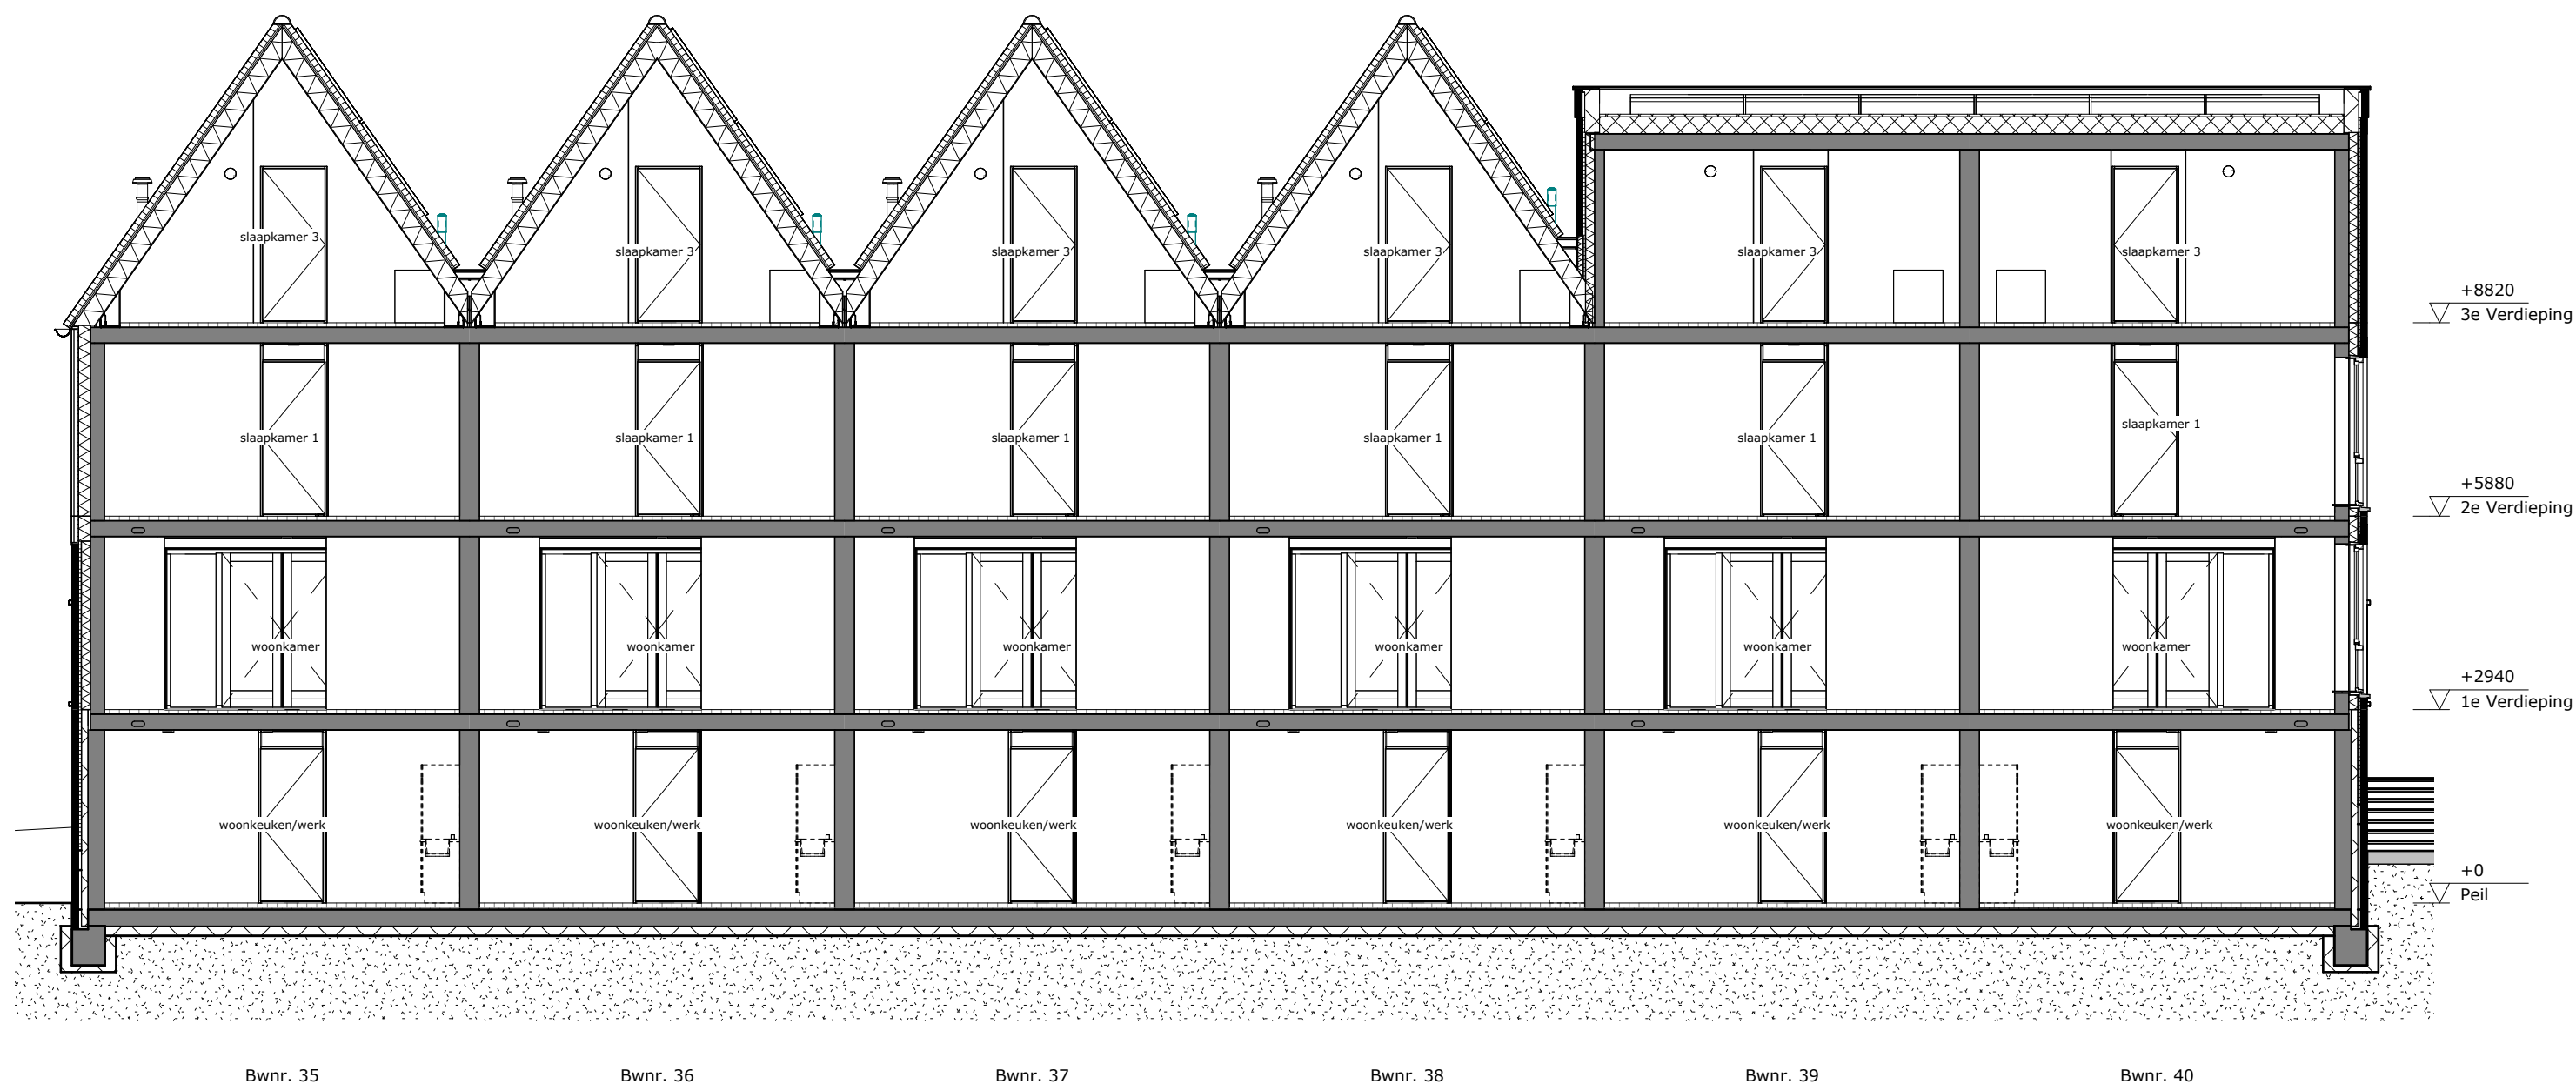 slaapkamer 3
slaapkamer 3
slaapkamer 3
slaapkamer 3
slaapkamer 3
slaapkamer 3
+8820
3e Verdieping
slaapkamer 1
slaapkamer 1
slaapkamer 1
slaapkamer 1
slaapkamer 1
slaapkamer 1
+5880
2e Verdieping
woonkamer
woonkamer
woonkamer
woonkamer
woonkamer
woonkamer
+2940
1e Verdieping
woonkeuken/werk
woonkeuken/werk
woonkeuken/werk
woonkeuken/werk
woonkeuken/werk
woonkeuken/werk
+0
Peil
Bwnr. 35
Bwnr. 36
Bwnr. 37
Bwnr. 38
Bwnr. 39
Bwnr. 40